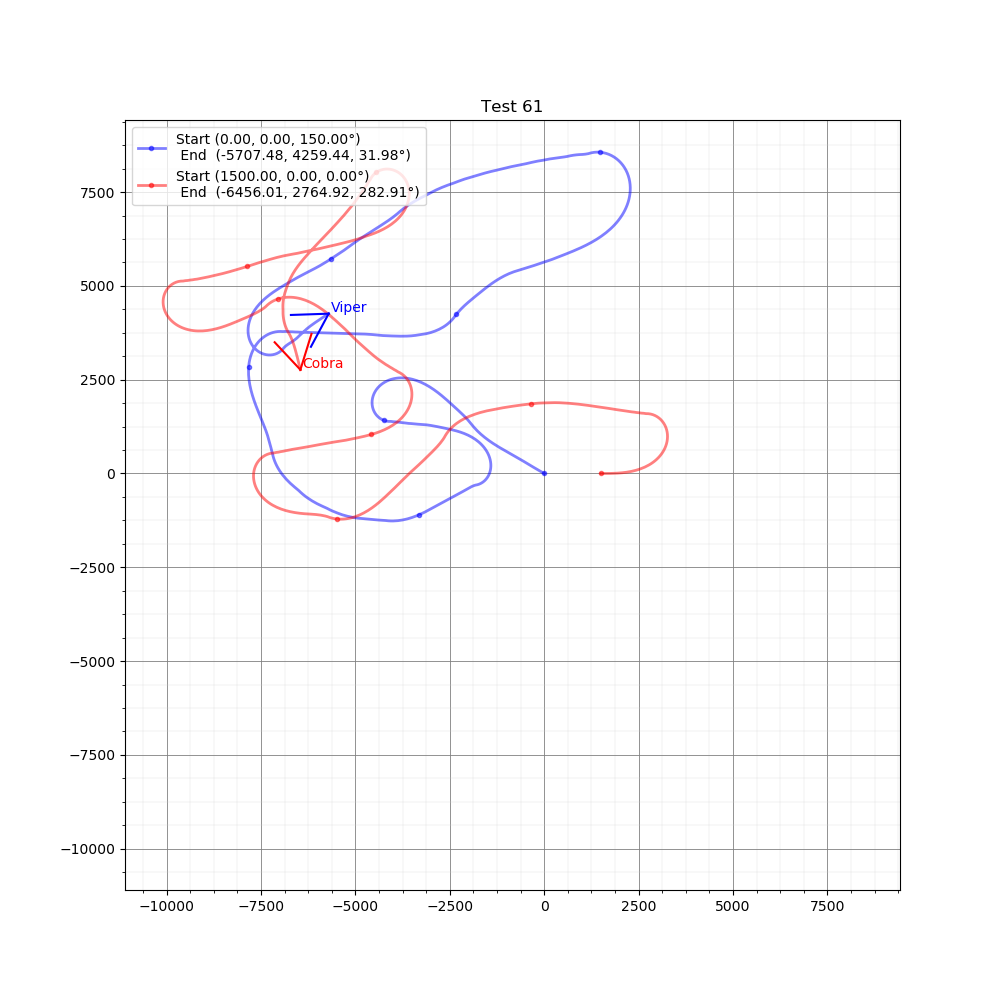 Test 61
Start (0.00, 0.00, 150.00°)
End (-5707.48, 4259.44, 31.98°)
Start (1500.00, 0.00, 0.00°)
End (-6456.01, 2764.92, 282.91°)
7500
5000
2500
0
−2500
−5000
−7500
−10000
Viper
Cobra
−10000 −7500 −5000 −2500 0 2500 5000 7500